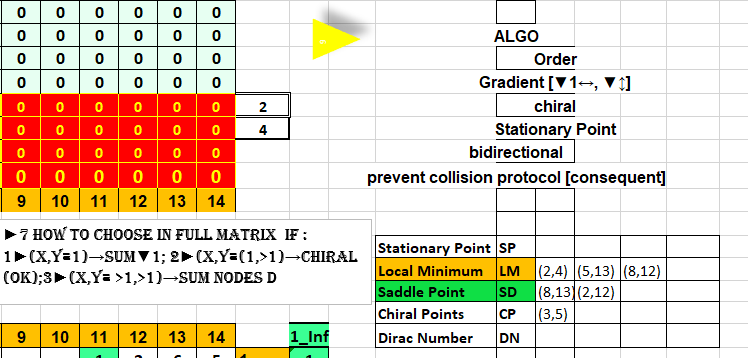 0 0 0 0 0 0
0 0 0 0 0 0 ALGO
0 0 0 0 0 0 Order
0 0 0 0 0 0 Gradient [▼1↔, ▼↕]
0 0 0 0 0 0 2 chiral
0 0 0 0 0 0 4 Stationary Point
0 0 0 0 0 0 bidirectional
0 0 0 0 0 0 prevent collision protocol [consequent]
9 10 11 12 13 14
►7 HOW TO CHOOSE IN FULL MATRIX IF :
1►(X,Y=1)→SUM▼1; 2►(X,Y=(1,>1)→CHIRAL
(OK);3►(X,Y= >1,>1)→SUM NODES D
Stationary Point SP
Local Minimum LM (2,4) (5,13) (8,12)
Saddle Point SD (8,13) (2,12)
Chiral Points CP (3,5)
Dirac Number DN
9 10 11 12 13 14 1_Inf